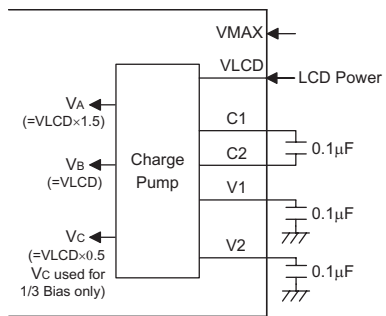 VMAX
VLCD
LCD Power
VA
(=VLCD×1.5)
C1
0.1μF
C2
VB
(=VLCD)
Charge
Pump
V1
0.1μF
VC
(=VLCD×0.5
VC used for
1/3 Bias only)
V2
0.1μF